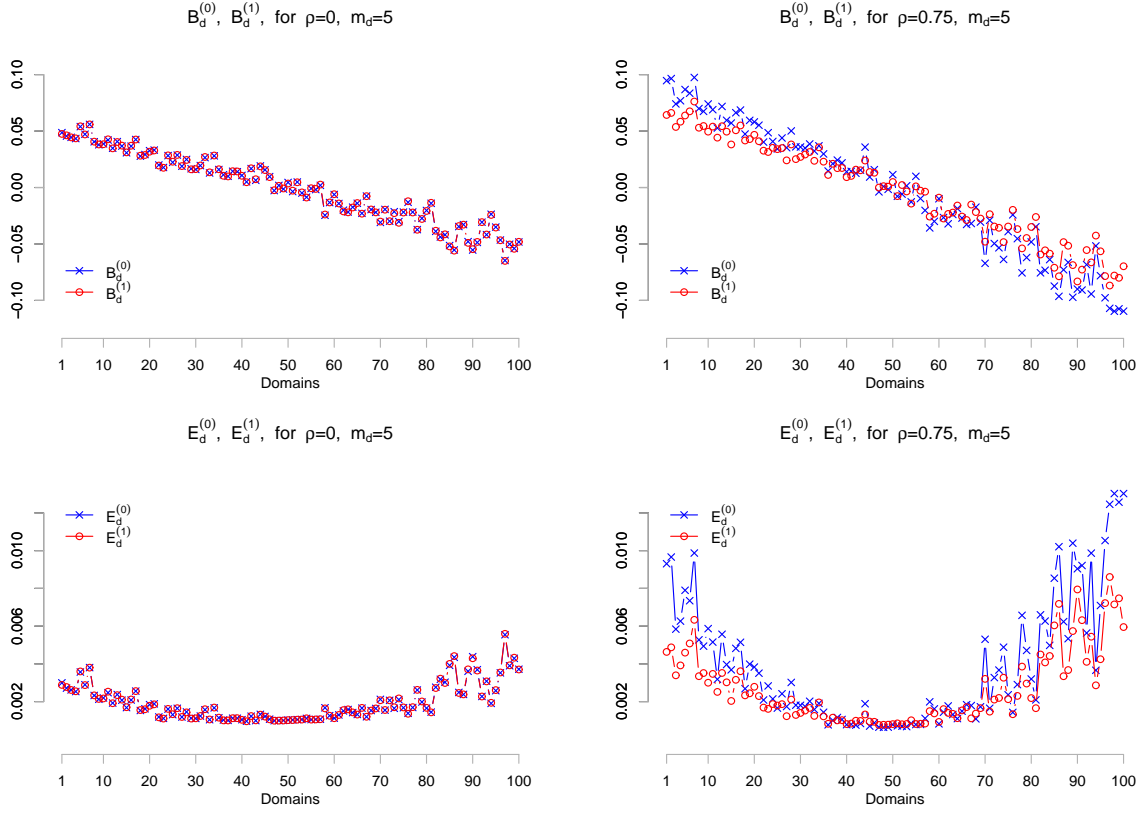 B_d^(0), B_d^(1), for ρ=0, m_d=5
0.10
0.05
0.00
−0.05
−0.10
B_d^(0)
B_d^(1)
1 10 20 30 40 50 60 70 80 90 100
Domains
B_d^(0), B_d^(1), for ρ=0.75, m_d=5
0.10
0.05
0.00
−0.05
−0.10
B_d^(0)
B_d^(1)
1 10 20 30 40 50 60 70 80 90 100
Domains
E_d^(0), E_d^(1), for ρ=0, m_d=5
0.010
0.006
0.002
E_d^(0)
E_d^(1)
1 10 20 30 40 50 60 70 80 90 100
Domains
E_d^(0), E_d^(1), for ρ=0.75, m_d=5
0.010
0.006
0.002
E_d^(0)
E_d^(1)
1 10 20 30 40 50 60 70 80 90 100
Domains